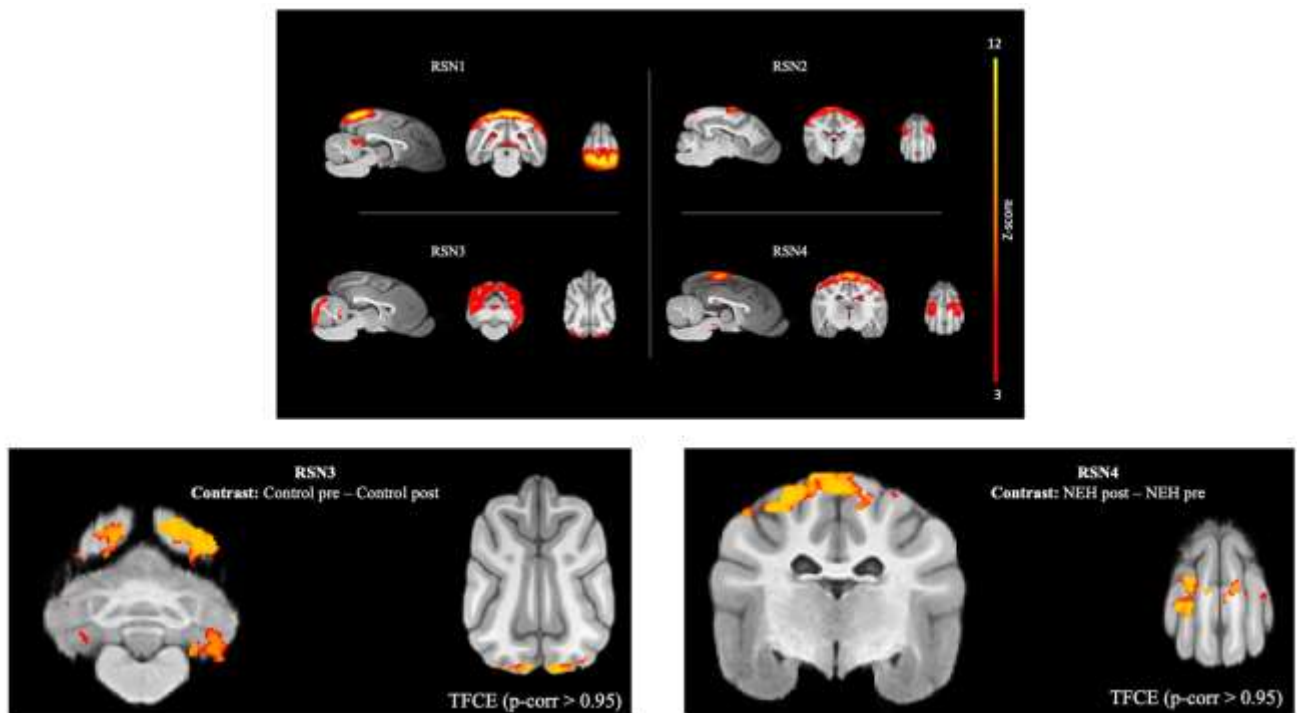 RSN1
RSN2
12
Z-score
3
RSN3
RSN4
RSN3
Contrast: Control pre – Control post
TFCE (p-corr > 0.95)
RSN4
Contrast: NEH post – NEH pre
TFCE (p-corr > 0.95)